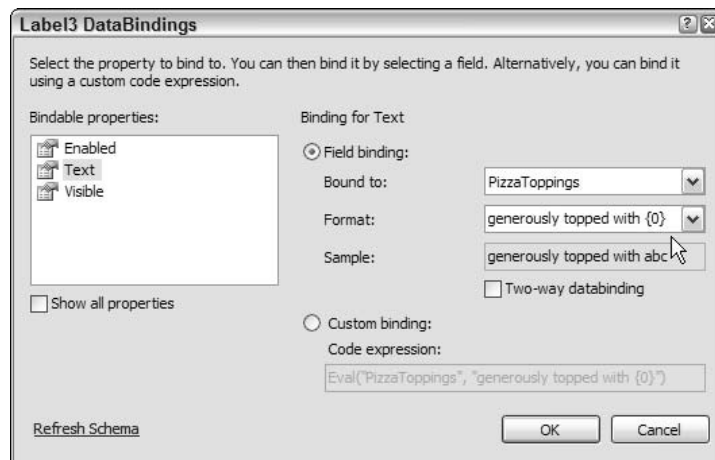 Label3 DataBindings
Select the property to bind to. You can then bind it by selecting a field. Alternatively, you can bind it
using a custom code expression.
Bindable properties:
Enabled
Text
Visible
Show all properties
Binding for Text
Field binding:
Bound to: PizzaToppings
Format: generously topped with {0}
Sample: generously topped with abc
Two-way databinding
Custom binding:
Code expression:
Eval("PizzaToppings", "generously topped with {0}")
Refresh Schema
OK Cancel